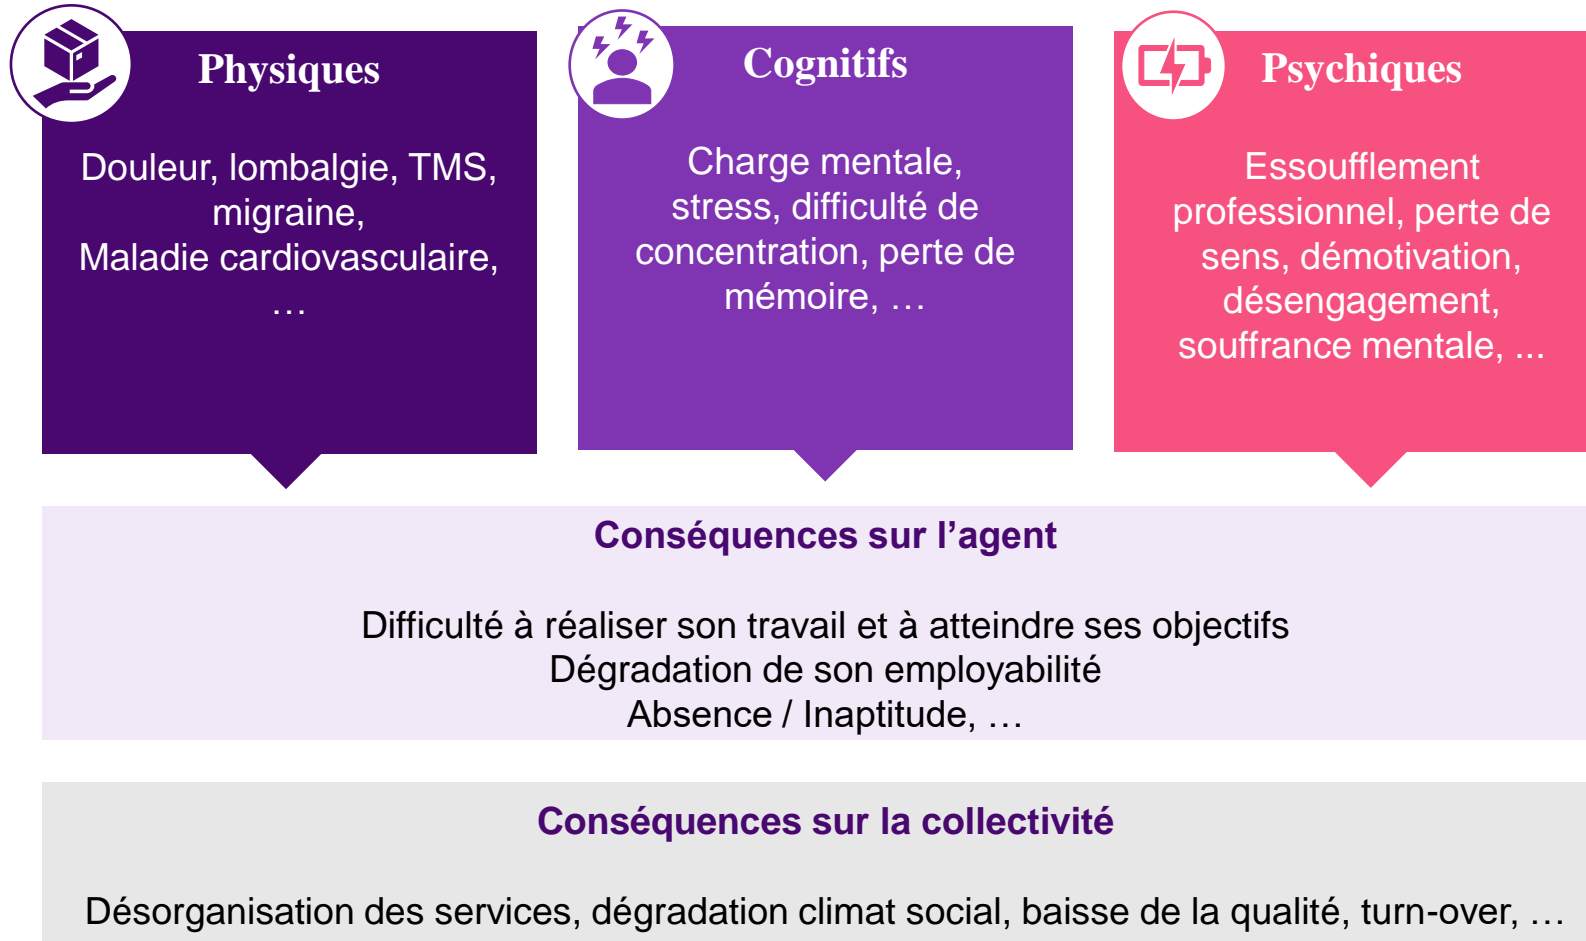 Physiques
Douleur, lombalgie, TMS,
migraine,
Maladie cardiovasculaire,
…
Cognitifs
Charge mentale,
stress, difficulté de
concentration, perte de
mémoire, …
Psychiques
Essoufflement
professionnel, perte de
sens, démotivation,
désengagement,
souffrance mentale, ...
Conséquences sur l’agent
Difficulté à réaliser son travail et à atteindre ses objectifs
Dégradation de son employabilité
Absence / Inaptitude, …
Conséquences sur la collectivité
Désorganisation des services, dégradation climat social, baisse de la qualité, turn-over, …